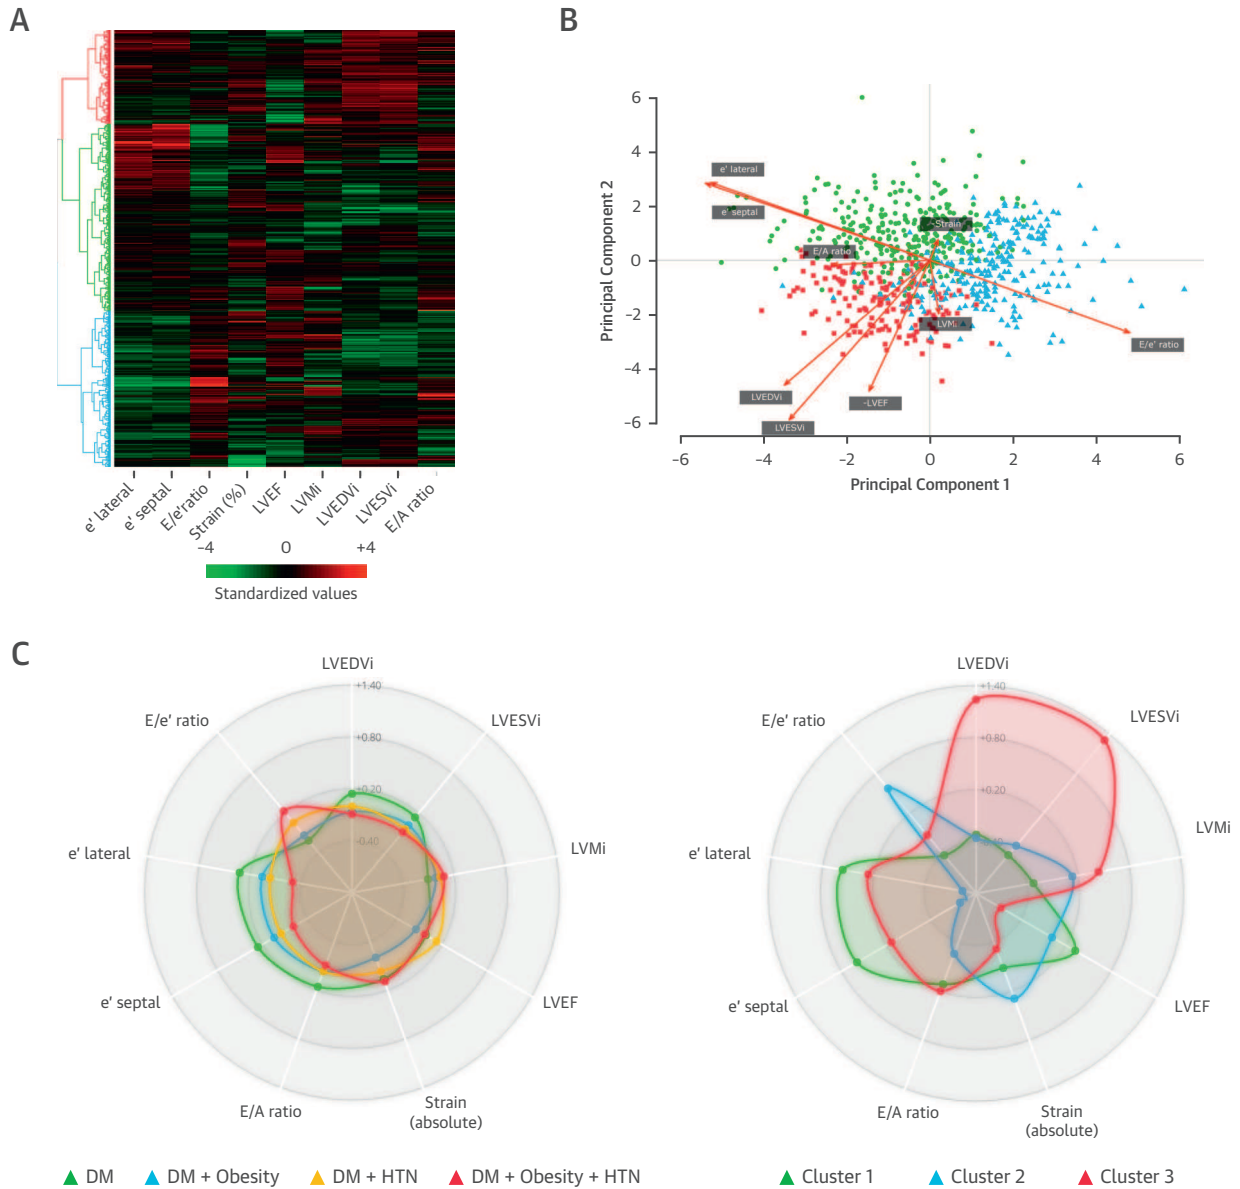 A
e' lateral
e' septal
E/e'ratio
Strain (%)
LVEF
LVMi
LVEDVi
LVESVi
E/A ratio
−4 0 +4
Standardized values
B
Principal Component 2
6
4
2
0
−2
−4
−6
e' lateral
e' septal
-Strain
E/A ratio
LVMi
E/e' ratio
LVEDVi
-LVEF
LVESVi
−6 −4 −2 0 2 4 6
Principal Component 1
C
LVEDVi
+1.40
E/e' ratio
LVESVi
+0.80
+0.20
-0.40
e' lateral
LVMi
e' septal
LVEF
E/A ratio
Strain
(absolute)
DM
DM + Obesity
DM + HTN
DM + Obesity + HTN
LVEDVi
+1.40
E/e' ratio
LVESVi
+0.80
+0.20
e' lateral
LVMi
e' septal
LVEF
E/A ratio
Strain
(absolute)
Cluster 1
Cluster 2
Cluster 3